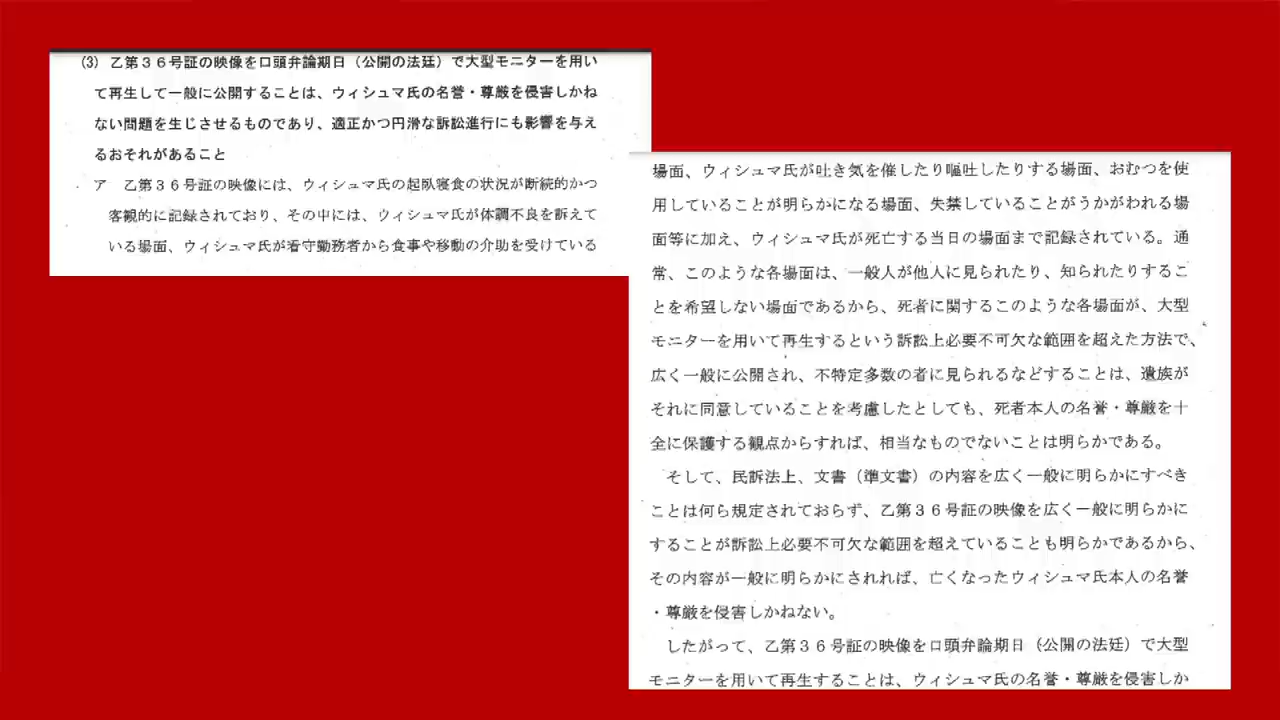 (3) 乙第３６号証の映像を口頭弁論期日（公開の法廷）で大型モニターを用い
て再生して一般に公開することは、ウィシュマ氏の名誉・尊厳を侵害しかね
ない問題を生じさせるものであり、適正かつ円滑な訴訟進行にも影響を与え
るおそれがあること
ア　乙第３６号証の映像には、ウィシュマ氏の起臥寝食の状況が断続的かつ
客観的に記録されており、その中には、ウィシュマ氏が体調不良を訴えて
いる場面、ウィシュマ氏が看守勤務者から食事や移動の介助を受けている
場面、ウィシュマ氏が吐き気を催したり嘔吐したりする場面、おむつを使
用していることが明らかになる場面、失禁していることがうかがわれる場
面等に加え、ウィシュマ氏が死亡する当日の場面まで記録されている。通
常、このような各場面は、一般人が他人に見られたり、知られたりするこ
とを希望しない場面であるから、死者に関するこのような各場面が、大型
モニターを用いて再生するという訴訟上必要不可欠な範囲を超えた方法で、
広く一般に公開され、不特定多数の者に見られるなどすることは、遺族が
それに同意していることを考慮したとしても、死者本人の名誉・尊厳を十
全に保護する観点からすれば、相当なものでないことは明らかである。
そして、民訴法上、文書（準文書）の内容を広く一般に明らかにすべき
ことは何ら規定されておらず、乙第３６号証の映像を広く一般に明らかに
することが訴訟上必要不可欠な範囲を超えていることも明らかであるから、
その内容が一般に明らかにされれば、亡くなったウィシュマ氏本人の名誉
・尊厳を侵害しかねない。
したがって、乙第３６号証の映像を口頭弁論期日（公開の法廷）で大型
モニターを用いて再生することは、ウィシュマ氏の名誉・尊厳を侵害しか